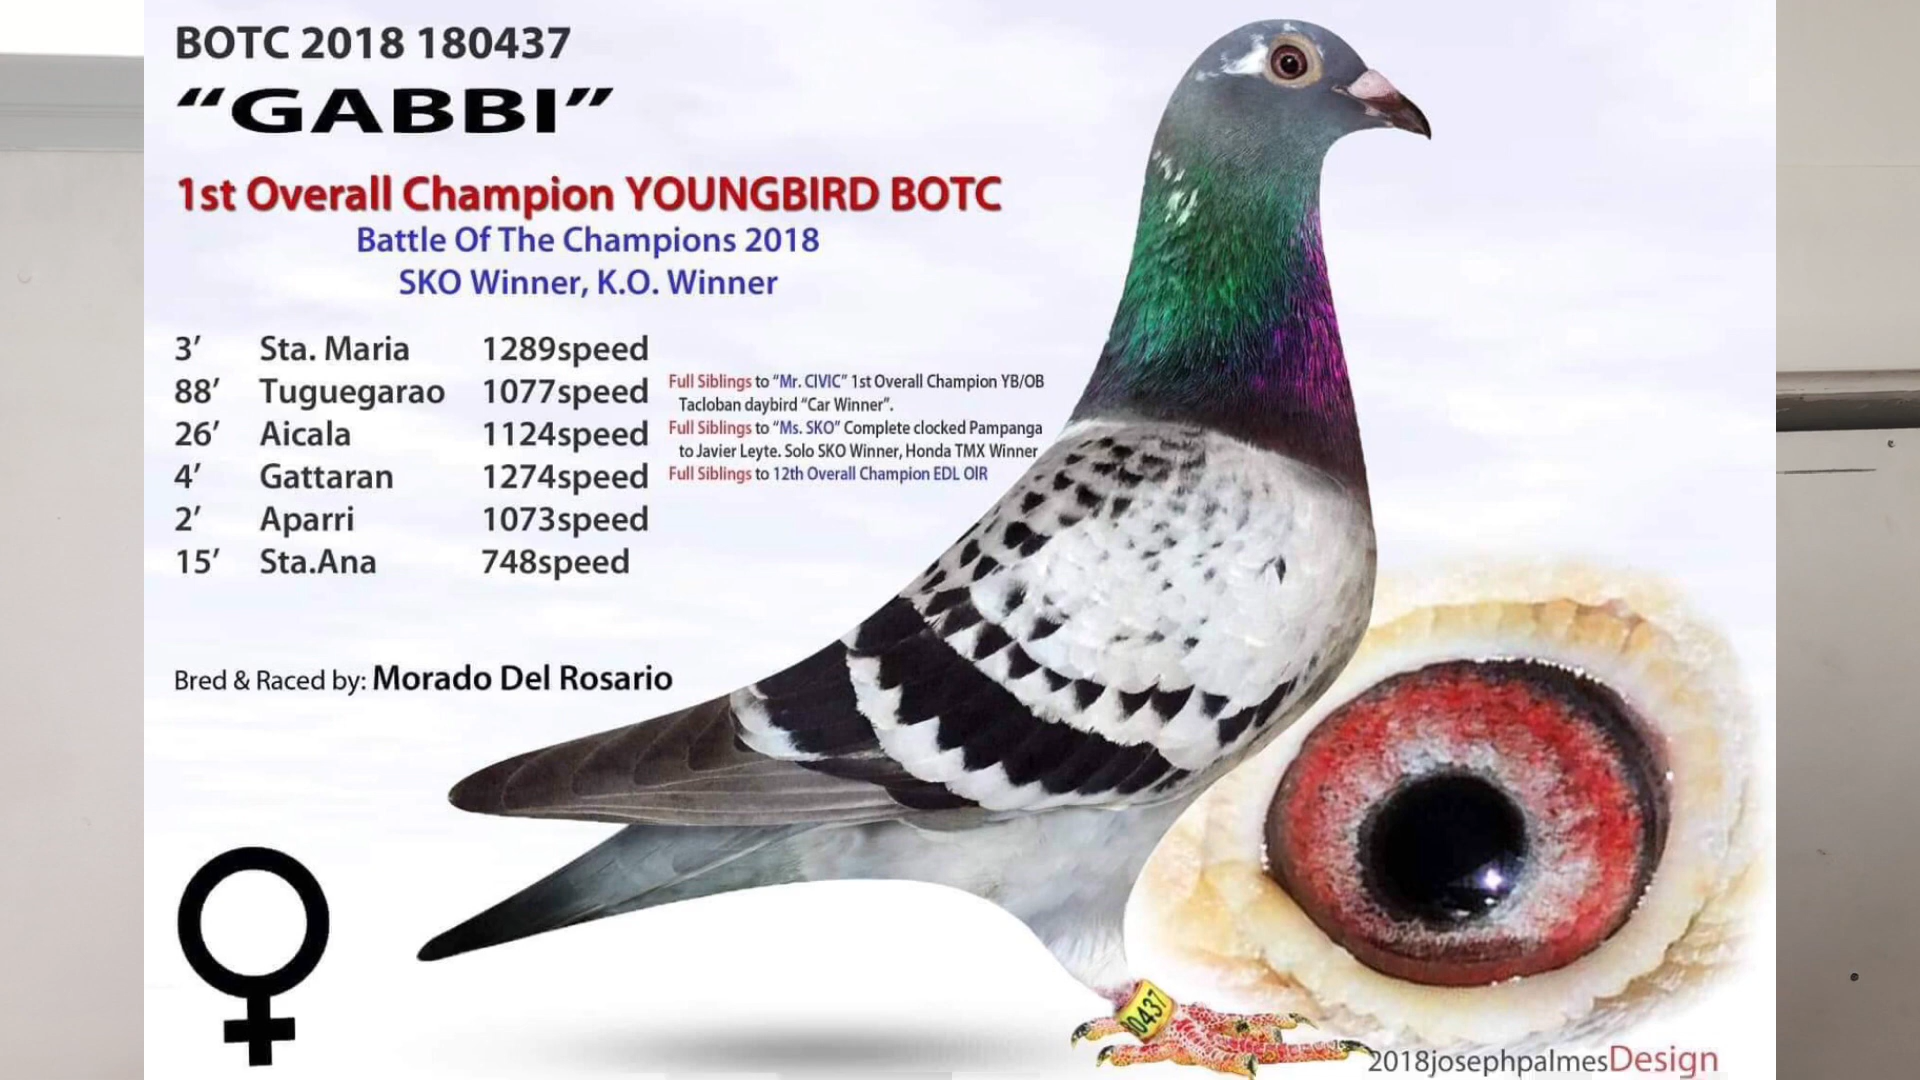 BOTC 2018 180437
“GABBI”
1st Overall Champion YOUNGBIRD BOTC
Battle Of The Champions 2018
SKO Winner, K.O. Winner
3’ Sta. Maria 1289speed
88’ Tuguegarao 1077speed
26’ Aicala 1124speed
4’ Gattaran 1274speed
2’ Aparri 1073speed
15’ Sta.Ana 748speed
Full Siblings to “Mr. CIVIC” 1st Overall Champion YB/OB
Tacloban daybird “Car Winner”.
Full Siblings to “Ms. SKO” Complete clocked Pampanga
to Javier Leyte. Solo SKO Winner, Honda TMX Winner
Full Siblings to 12th Overall Champion EDL OlR
Bred & Raced by: Morado Del Rosario
0437
2018josephpalmesDesign